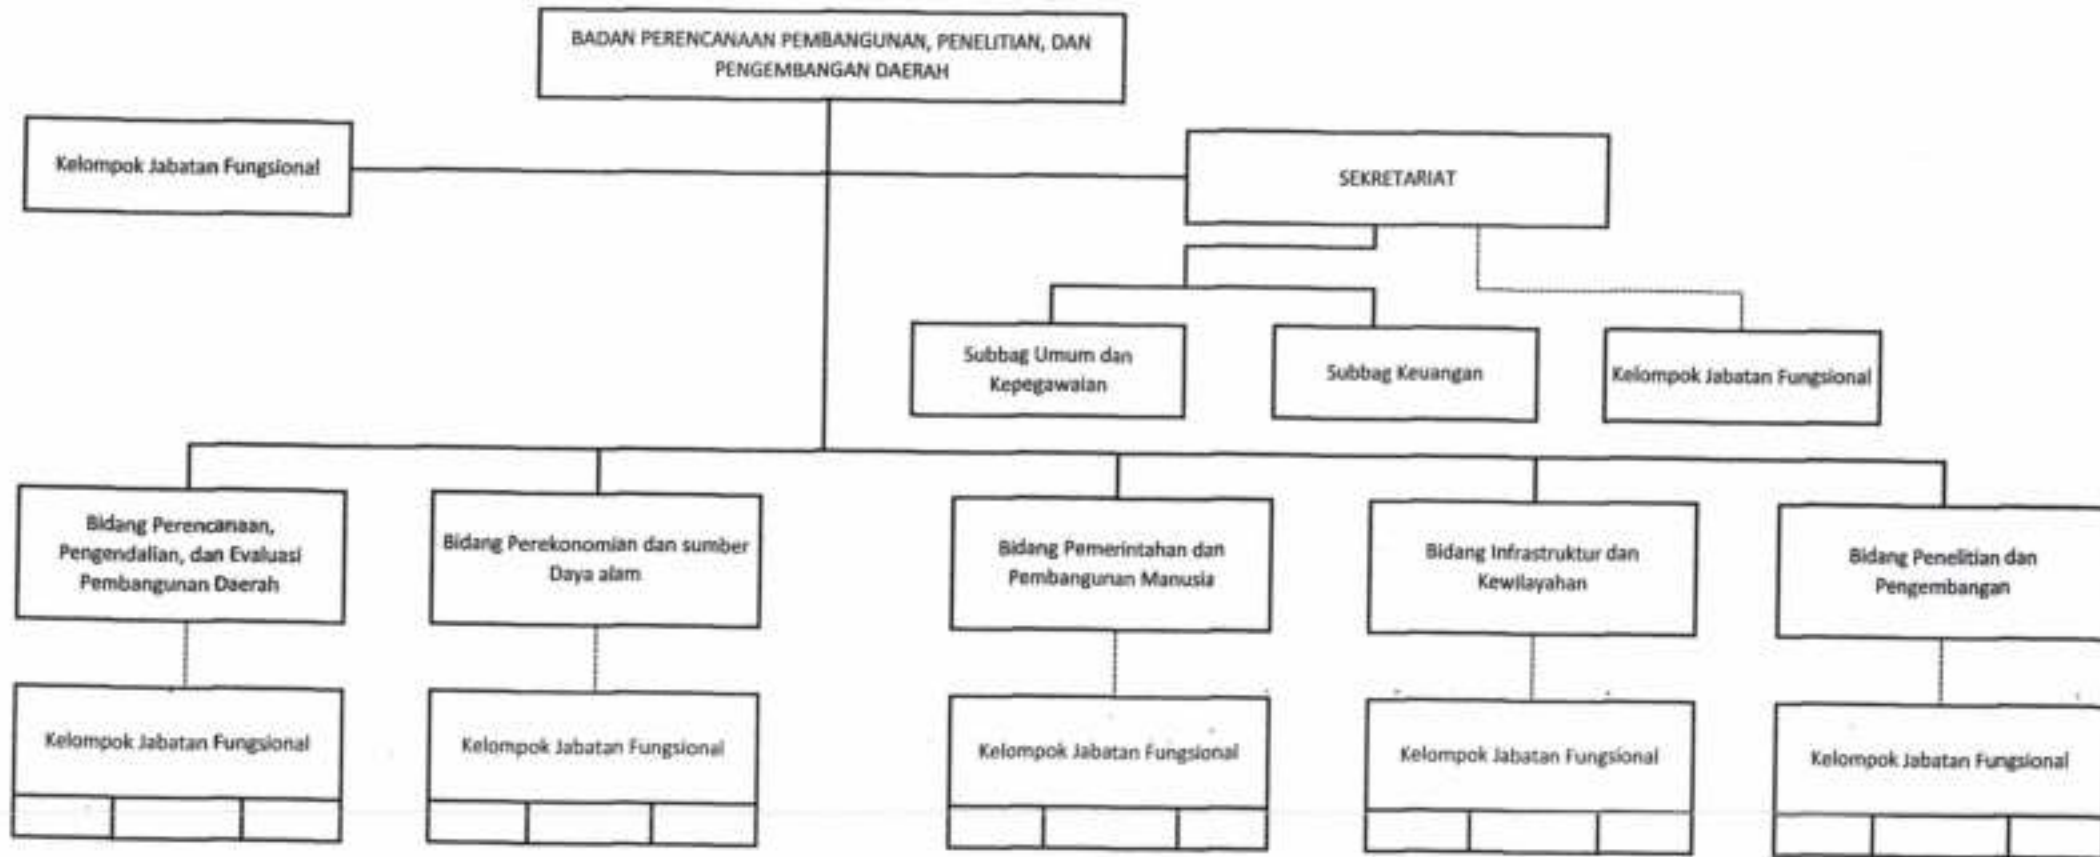 BADAN PERENCANAAN PEMBANGUNAN, PENELITIAN, DAN
PENGEMBANGAN DAERAH
Kelompok Jabatan Fungsional
SEKRETARIAT
Subbag Umum dan
Kepegawaian
Subbag Keuangan
Kelompok Jabatan Fungsional
Bidang Perencanaan,
Pengendalian, dan Evaluasi
Pembangunan Daerah
Bidang Perekonomian dan sumber
Daya alam
Bidang Pemerintahan dan
Pembangunan Manusia
Bidang Infrastruktur dan
Kewilayahan
Bidang Penelitian dan
Pengembangan
Kelompok Jabatan Fungsional
Kelompok Jabatan Fungsional
Kelompok Jabatan Fungsional
Kelompok Jabatan Fungsional
Kelompok Jabatan Fungsional